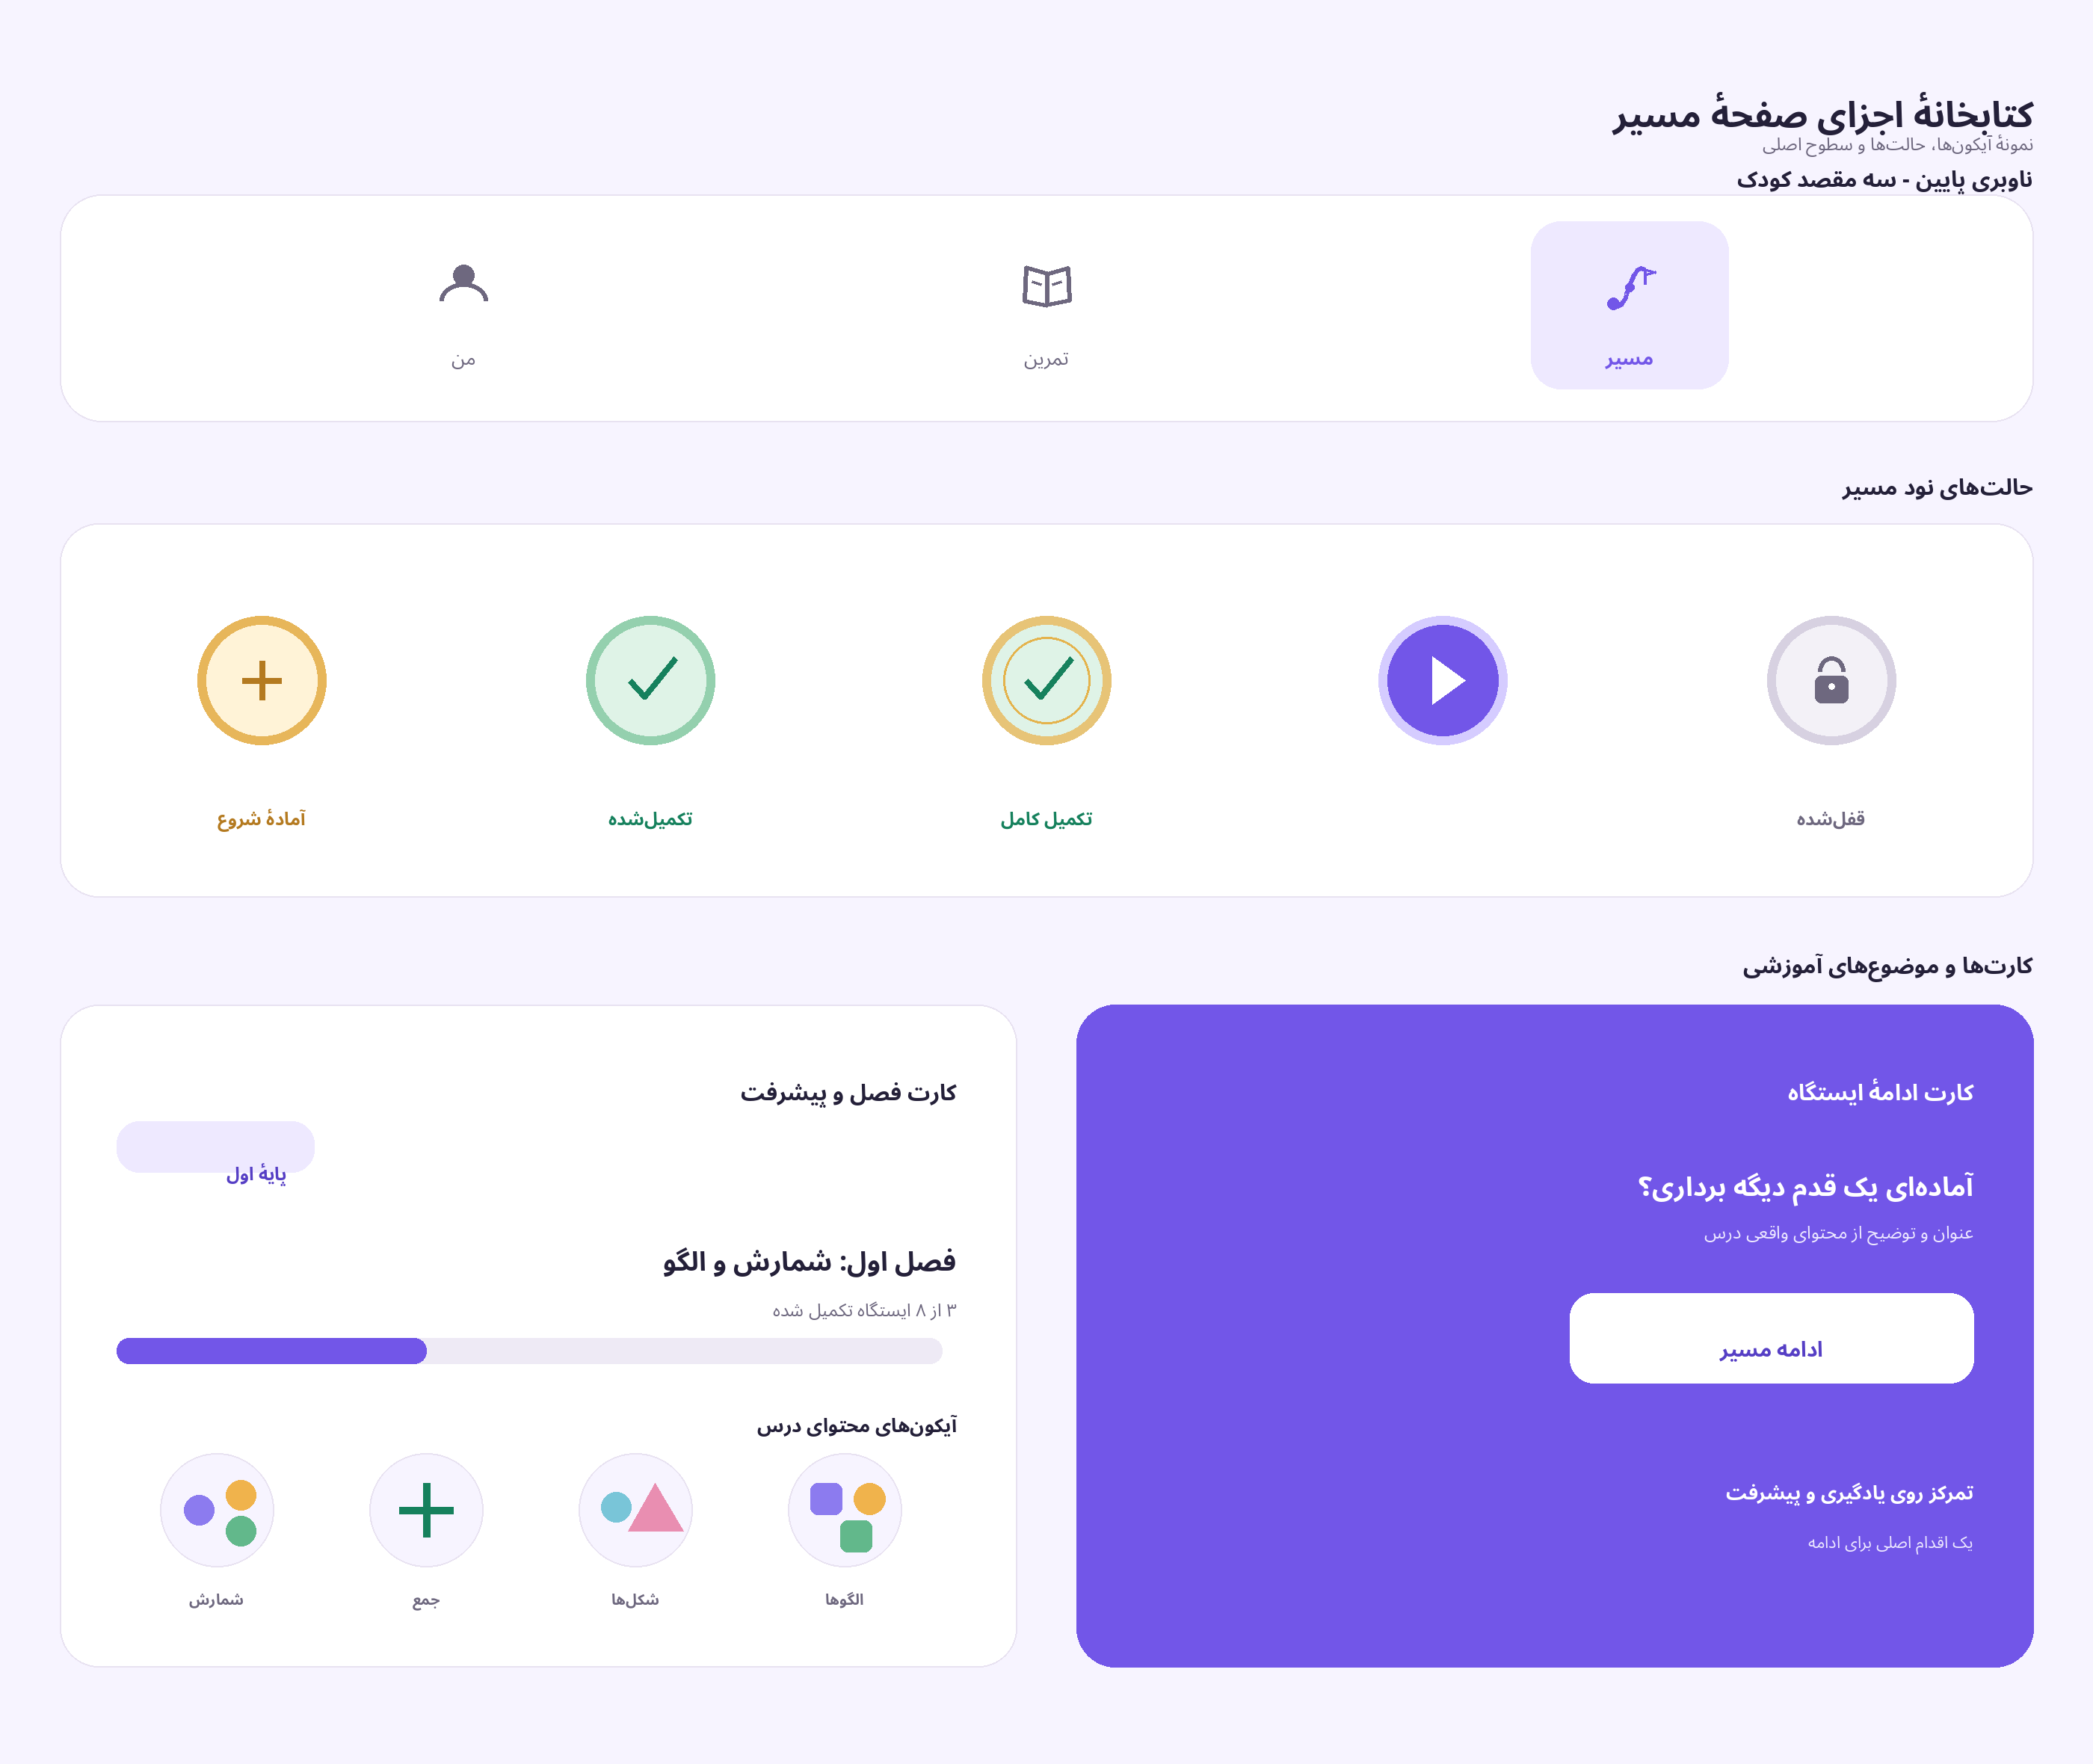 کتابخانهٔ اجزای صفحهٔ مسیر
نمونهٔ آیکون‌ها، حالت‌ها و سطوح اصلی
ناوبری پایین - سه مقصد کودک
مسیر
تمرین
من
حالت‌های نود مسیر
قفل‌شده
تکمیل کامل
تکمیل‌شده
آمادهٔ شروع
کارت‌ها و موضوع‌های آموزشی
کارت ادامهٔ ایستگاه
آماده‌ای یک قدم دیگه برداری؟
عنوان و توضیح از محتوای واقعی درس
ادامه مسیر
تمرکز روی یادگیری و پیشرفت
یک اقدام اصلی برای ادامه
کارت فصل و پیشرفت
پایهٔ اول
فصل اول: شمارش و الگو
۳ از ۸ ایستگاه تکمیل شده
آیکون‌های محتوای درس
الگوها
شکل‌ها
جمع
شمارش